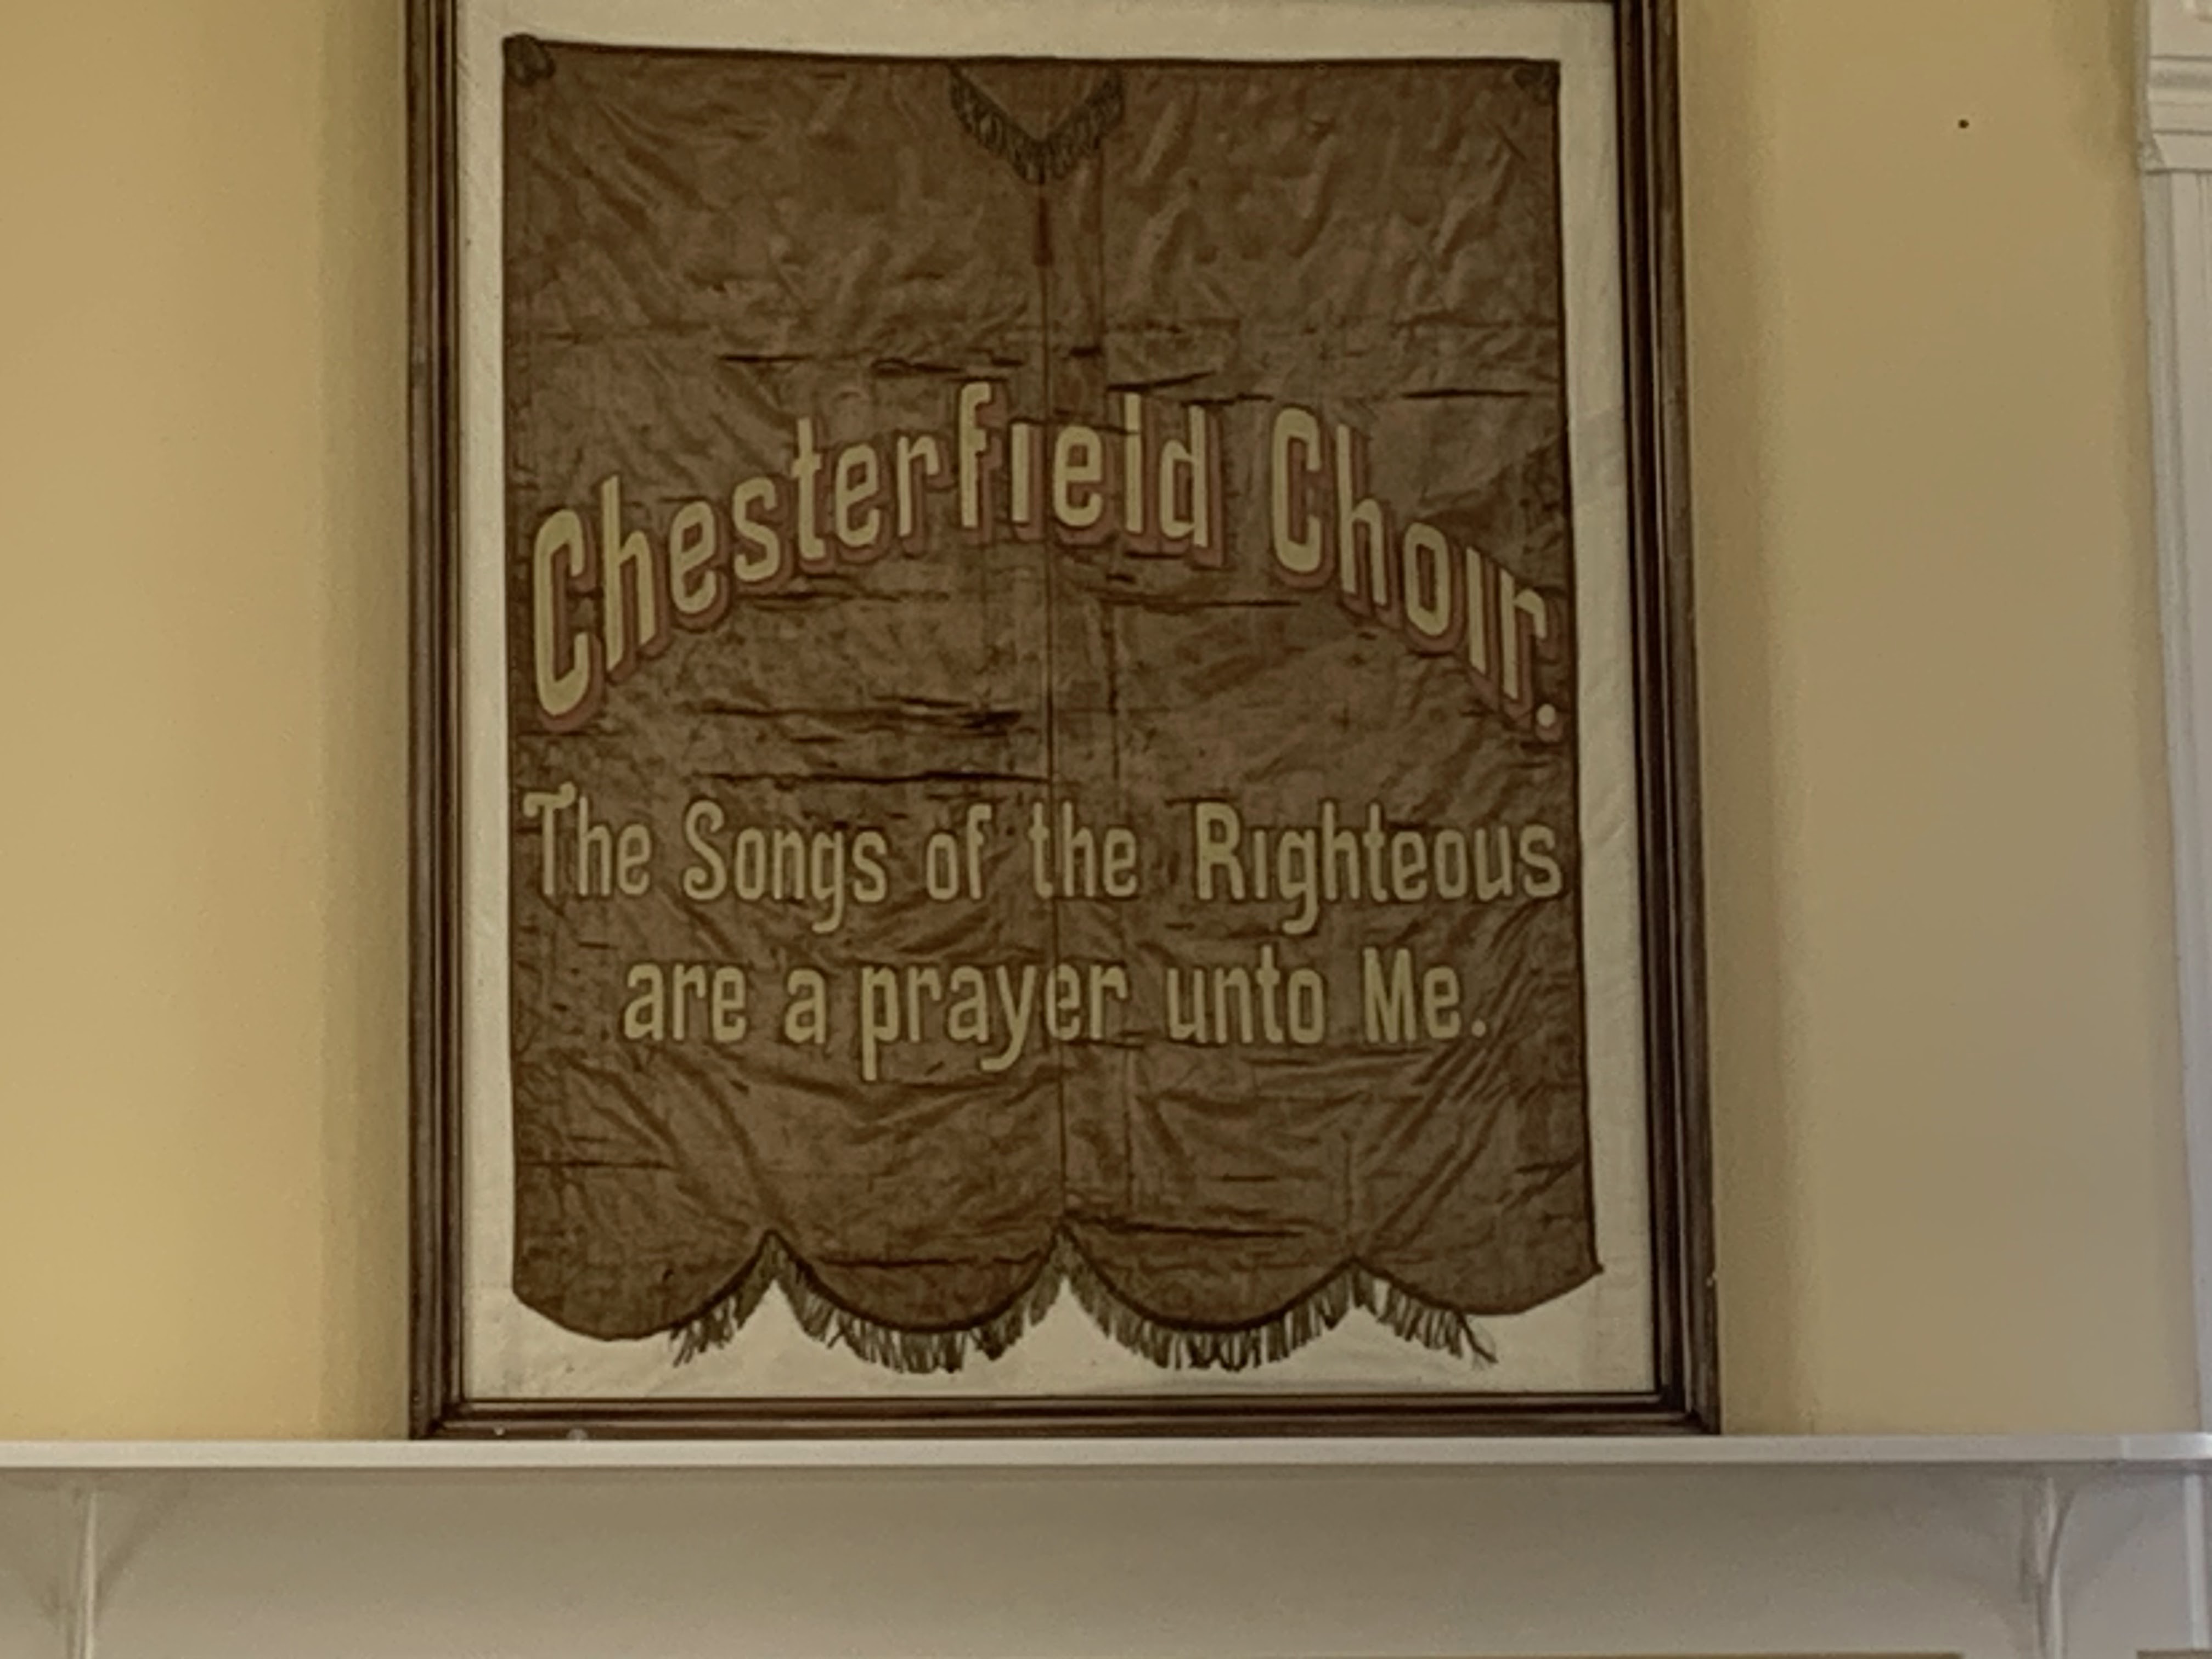 Chesterfield Choir.
The Songs of the Righteous
are a prayer unto Me.